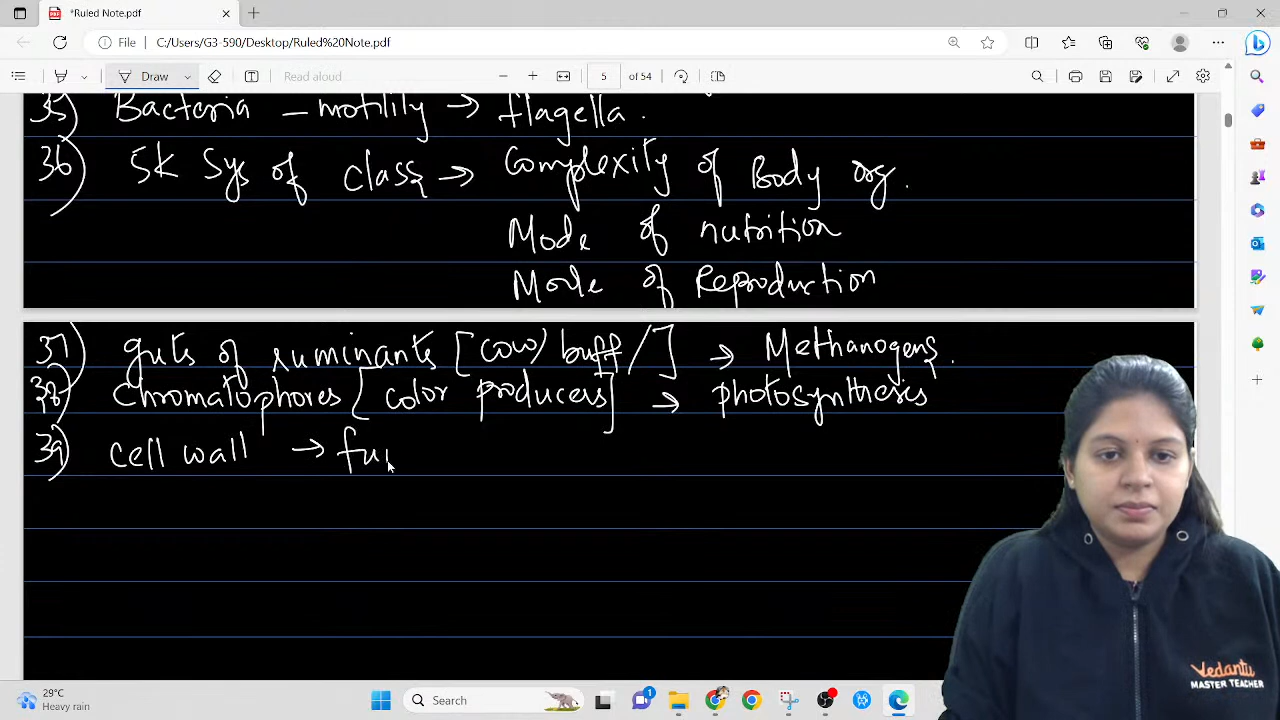 *Ruled Note.pdf
File C:/Users/G3-590/Desktop/Ruled%20Note.pdf
Draw Read aloud 5 of 54
35) Bacteria – motility → flagella.
36) 5k Sys of class → Complexity of Body org.
Mode of nutrition
Mode of Reproduction
37) guts of ruminants [cow/buff/] → Methanogens.
38) Chromatophores [color producers] → photosynthesis
39) cell wall → fu
Vedantu
MASTER TEACHER
29°C
Heavy rain
Search
1